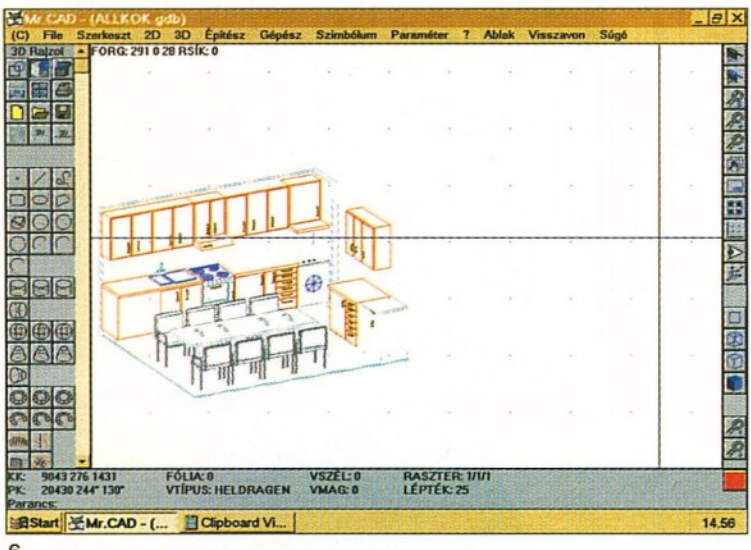 Mr.CAD - (ALLKOK gdb)
(C) File Szerkeszt 2D 3D Építész Gépész Szimbólum Paraméter ? Ablak Visszavon Súgó
3D Rajzol
FORG: 291 0 28 RSÍK: 0
KK: 9043 276 1431 FÓLIA: 0 VSZÉL: 0 RASZTER: 1/1/1
PK: 20430 244° 130° VTÍPUS: HELDRAGEN VMAG: 0 LÉPTÉK: 25
Parancs:
Start Mr.CAD - (... Clipboard Vi... 14.56